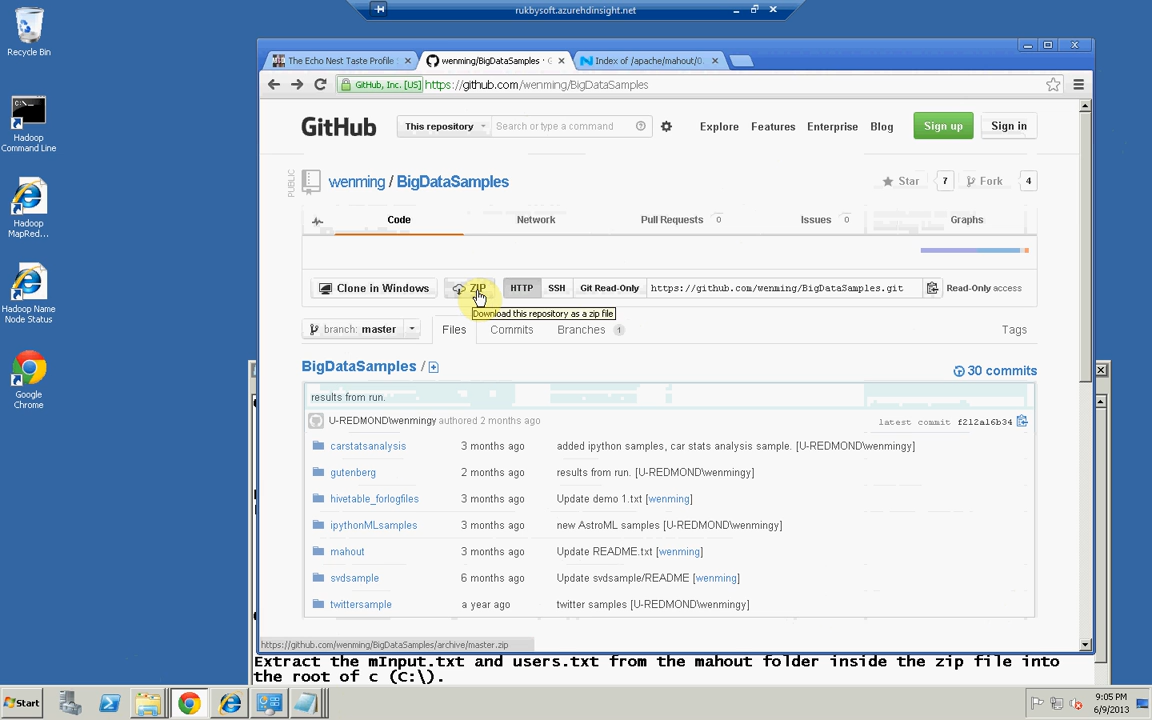 rukbysoft.azurehdinsight.net
Recycle Bin
Hadoop
Command Line
Hadoop
MapRed...
Hadoop Name
Node Status
Google
Chrome
The Echo Nest Taste Profile
wenming/BigDataSamples · G
Index of /apache/mahout/0.
GitHub, Inc. [US] https://github.com/wenming/BigDataSamples
GitHub
This repository
Search or type a command
Explore Features Enterprise Blog
Sign up
Sign in
PUBLIC
wenming / BigDataSamples
Star 7 Fork 4
Code Network Pull Requests 0 Issues 0 Graphs
Clone in Windows ZIP HTTP SSH Git Read-Only https://github.com/wenming/BigDataSamples.git Read-Only access
Download this repository as a zip file
branch: master Files Commits Branches 1 Tags
BigDataSamples / 30 commits
results from run.
U-REDMOND\wenmingy authored 2 months ago latest commit f212a16b34
carstatsanalysis 3 months ago added ipython samples, car stats analysis sample. [U-REDMOND\wenmingy]
gutenberg 2 months ago results from run. [U-REDMOND\wenmingy]
hivetable_forlogfiles 3 months ago Update demo 1.txt [wenming]
ipythonMLsamples 3 months ago new AstroML samples [U-REDMOND\wenmingy]
mahout 3 months ago Update README.txt [wenming]
svdsample 6 months ago Update svdsample/README [wenming]
twittersample a year ago twitter samples [U-REDMOND\wenmingy]
https://github.com/wenming/BigDataSamples/archive/master.zip
Extract the mInput.txt and users.txt from the mahout folder inside the zip file into
the root of c (C:\).
Start
9:05 PM
6/9/2013